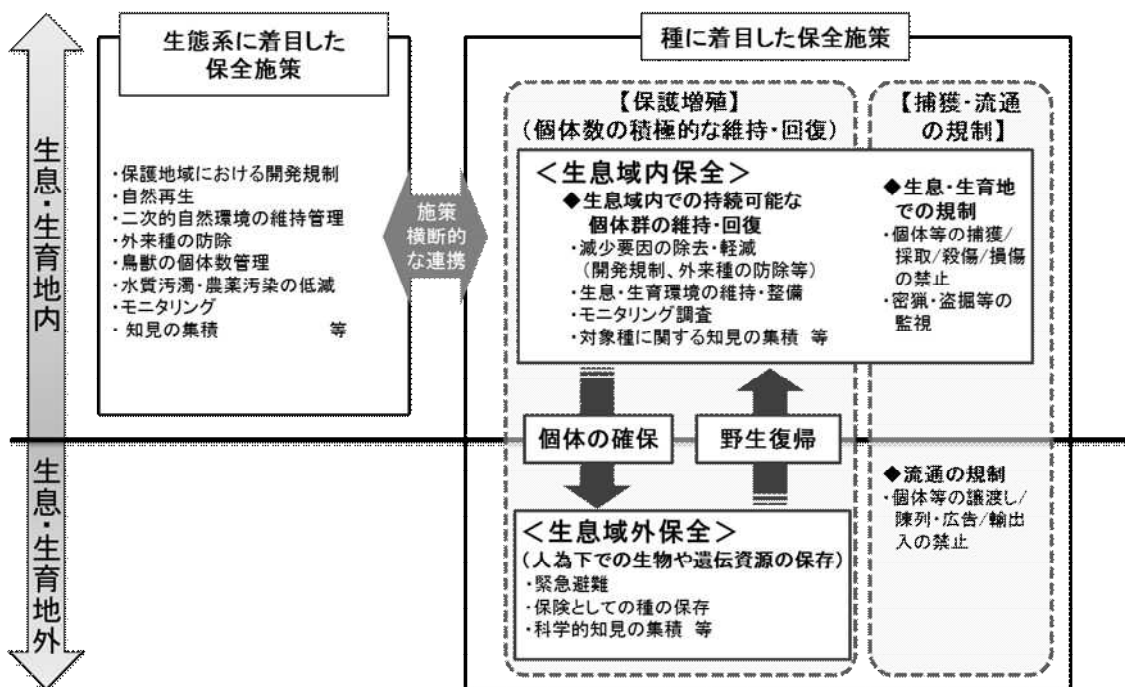 生息・生育地内
生息・生育地外
生態系に着目した
保全施策
・保護地域における開発規制
・自然再生
・二次的自然環境の維持管理
・外来種の防除
・鳥獣の個体数管理
・水質汚濁・農薬汚染の低減
・モニタリング
・知見の集積 等
施策
横断的
な連携
種に着目した保全施策
【保護増殖】
(個体数の積極的な維持・回復)
<生息域内保全>
◆生息域内での持続可能な
個体群の維持・回復
・減少要因の除去・軽減
(開発規制、外来種の防除等)
・生息・生育環境の維持・整備
・モニタリング調査
・対象種に関する知見の集積 等
個体の確保
野生復帰
<生息域外保全>
(人為下での生物や遺伝資源の保存)
・緊急避難
・保険としての種の保存
・科学的知見の集積 等
【捕獲・流通
の規制】
◆生息・生育地
での規制
・個体等の捕獲/
採取/殺傷/損傷
の禁止
・密猟・盗掘等の
監視
◆流通の規制
・個体等の譲渡し/
陳列・広告/輸出
入の禁止